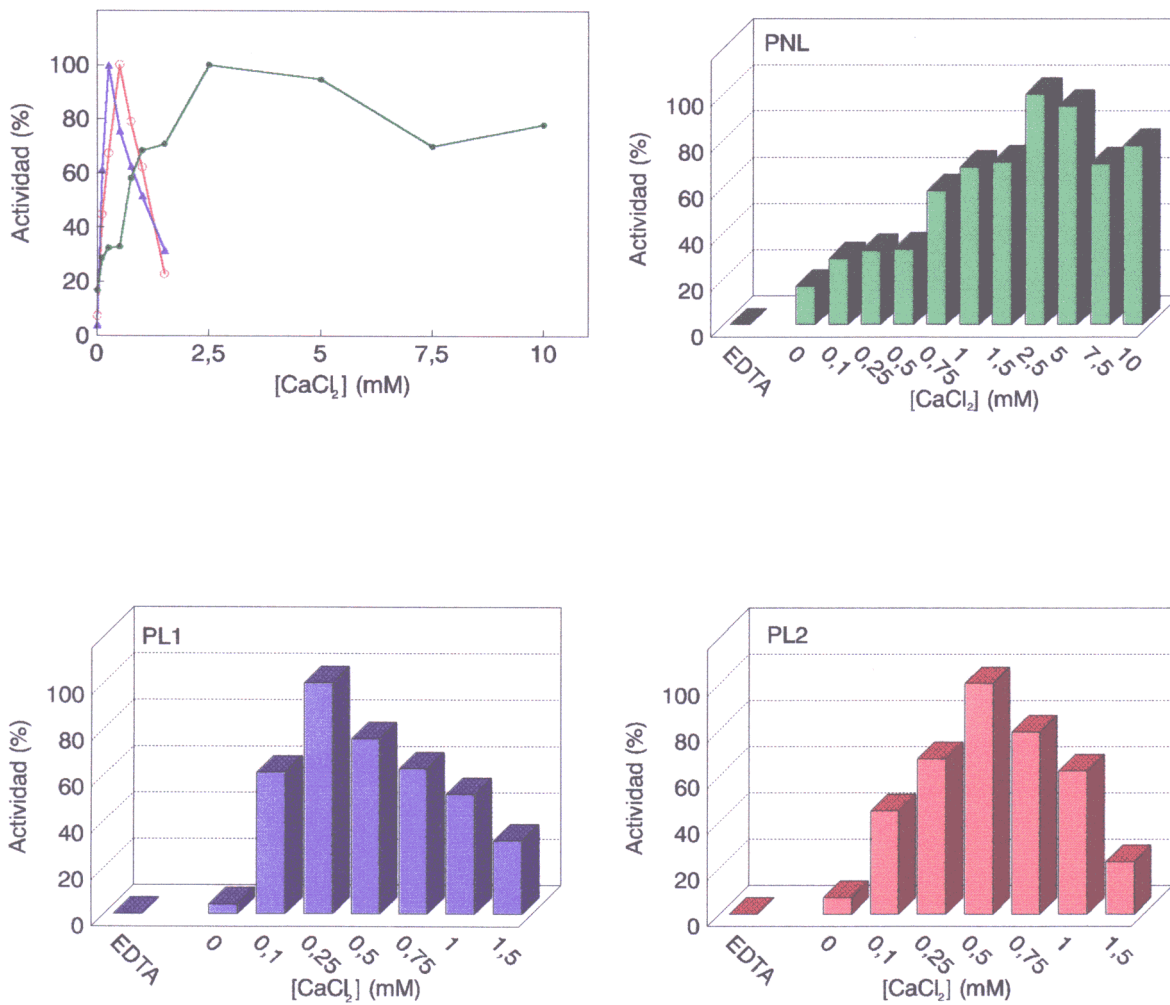 Actividad (%)
100
80
60
40
20
0
0 2,5 5 7,5 10
[CaCl2] (mM)
PNL
Actividad (%)
100
80
60
40
20
0
EDTA 0 0,1 0,25 0,5 0,75 1 1,5 2,5 5 7,5 10
[CaCl2] (mM)
PL1
Actividad (%)
100
80
60
40
20
0
EDTA 0 0,1 0,25 0,5 0,75 1 1,5
[CaCl2] (mM)
PL2
Actividad (%)
100
80
60
40
20
0
EDTA 0 0,1 0,25 0,5 0,75 1 1,5
[CaCl2] (mM)